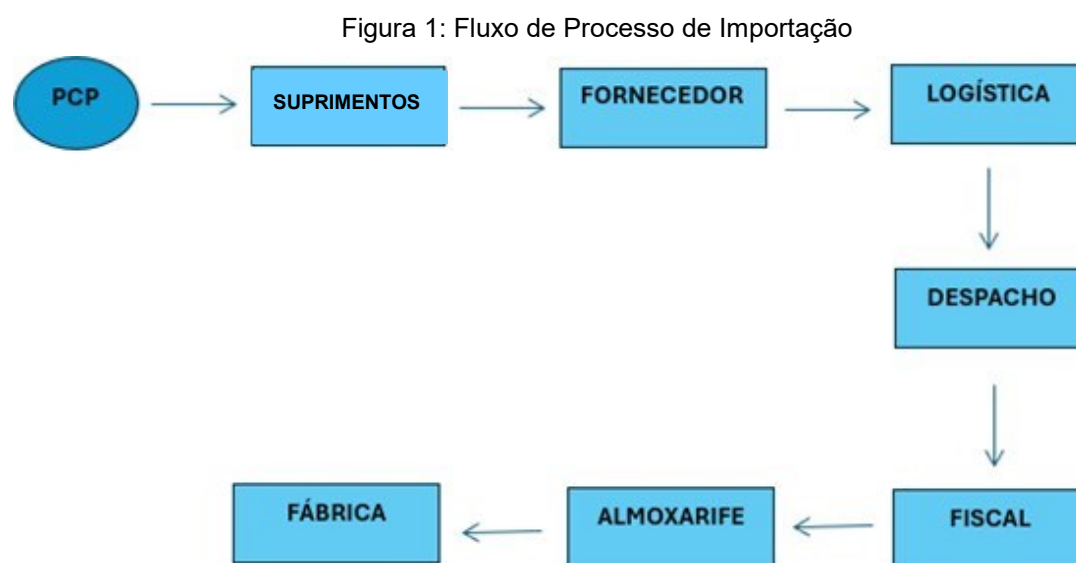 Figura 1: Fluxo de Processo de Importação
PCP
SUPRIMENTOS
FORNECEDOR
LOGÍSTICA
DESPACHO
FISCAL
ALMOXARIFE
FÁBRICA